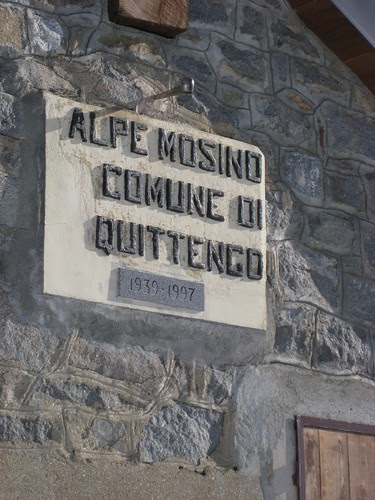 ALPE MOSINO
COMUNE DI
QUITTENGO
1939-1997